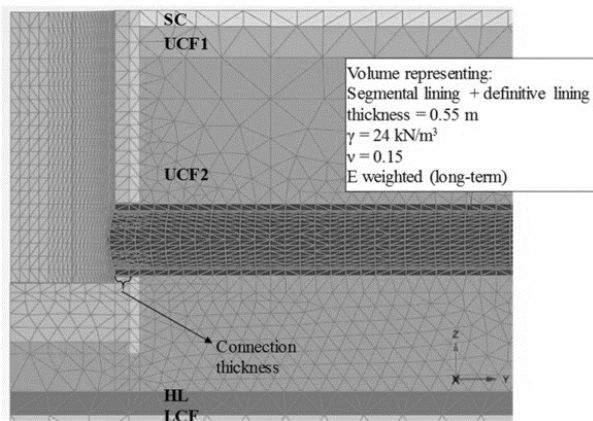 SC
UCF1
Volume representing:
Segmental lining + definitive lining
thickness = 0.55 m
γ = 24 kN/m³
ν = 0.15
E weighted (long-term)
UCF2
Connection
thickness
Z
X
Y
HL
LCF